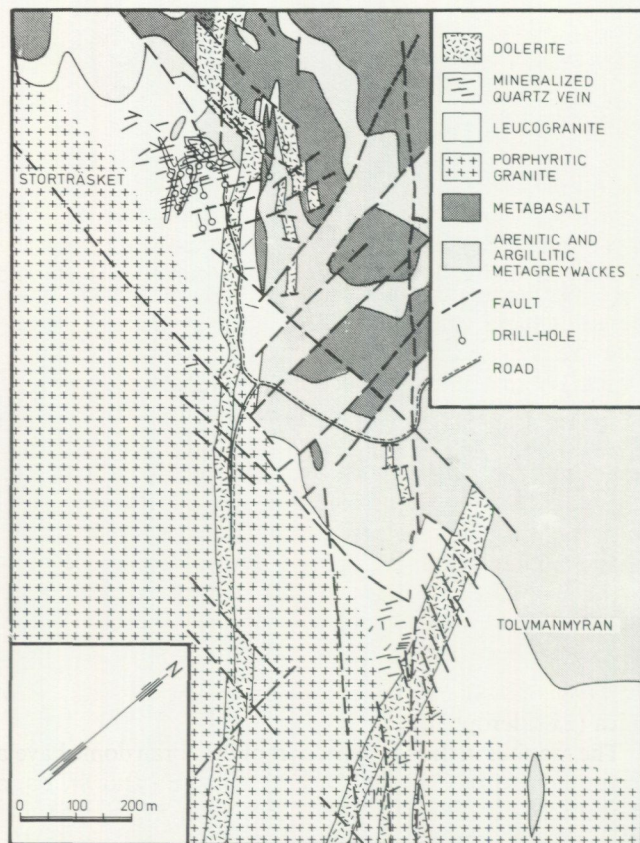 DOLERITE
MINERALIZED
QUARTZ VEIN
LEUCOGRANITE
PORPHYRITIC
GRANITE
METABASALT
ARENITIC AND
ARGILLITIC
METAGREYWACKES
FAULT
DRILL-HOLE
ROAD
STORTRASKET
TOLVMANMYRAN
N
0 100 200 m